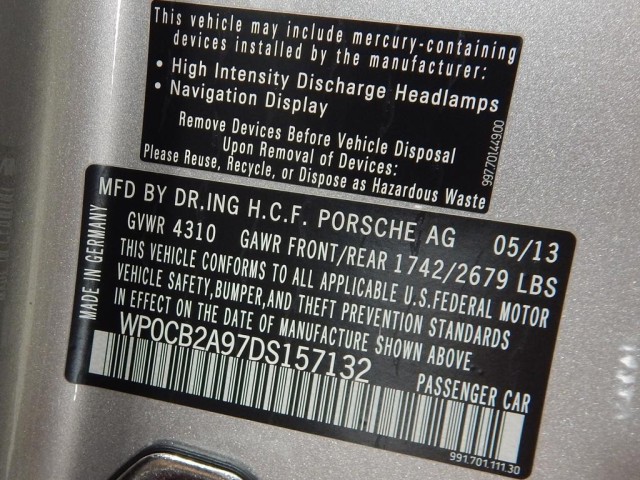 This vehicle may include mercury-containing
devices installed by the manufacturer:
• High Intensity Discharge Headlamps
• Navigation Display
Remove Devices Before Vehicle Disposal
Upon Removal of Devices:
Please Reuse, Recycle, or Dispose as Hazardous Waste
997.701.449.00
MFD BY DR.ING H.C.F. PORSCHE AG 05/13
GVWR 4310 GAWR FRONT/REAR 1742/2679 LBS
THIS VEHICLE CONFORMS TO ALL APPLICABLE U.S.FEDERAL MOTOR
VEHICLE SAFETY,BUMPER,AND THEFT PREVENTION STANDARDS
IN EFFECT ON THE DATE OF MANUFACTURE SHOWN ABOVE
WP0CB2A97DS157132
PASSENGER CAR
MADE IN GERMANY
991.701.111.30